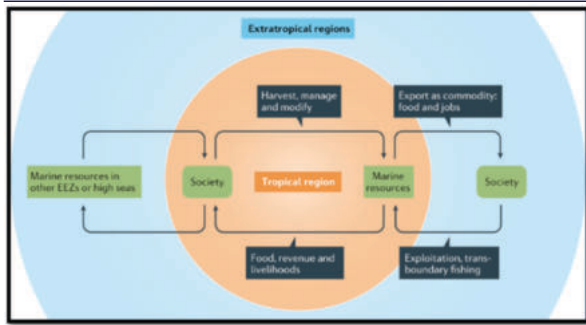 Extratropical regions
Harvest, manage
and modify
Export as commodity:
food and jobs
Marine resources in
other EEZs or high seas
Society
Tropical region
Marine
resources
Society
Food, revenue and
livelihoods
Exploitation, trans-
boundary fishing